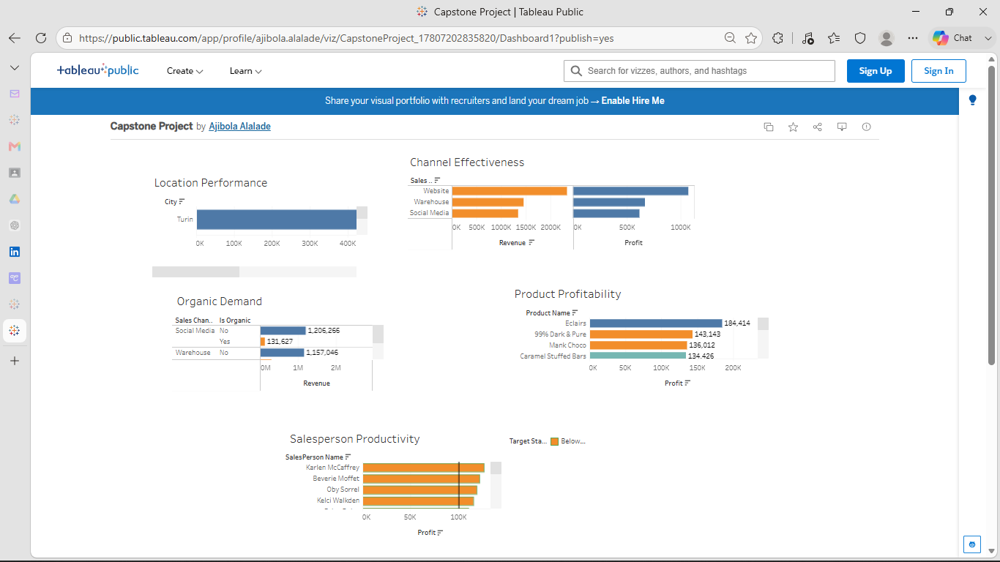 Capstone Project | Tableau Public
https://public.tableau.com/app/profile/ajibola.alalade/viz/CapstoneProject_17807202835820/Dashboard1?publish=yes
Chat
tableau public
Create
Learn
Search for vizzes, authors, and hashtags
Sign Up
Sign In
Share your visual portfolio with recruiters and land your dream job → Enable Hire Me
Capstone Project by Ajibola Alalade
Location Performance
City
Turin
0K 100K 200K 300K 400K
Channel Effectiveness
Sales ..
Website
Warehouse
Social Media
0K 500K 1000K 1500K 2000K
0K 500K 1000K
Revenue
Profit
Organic Demand
Sales Chan.. Is Organic
Social Media No 1,206,266
Yes 131,627
Warehouse No 1,157,046
0M 1M 2M
Revenue
Product Profitability
Product Name
Eclairs 184,414
99% Dark & Pure 143,143
Mank Choco 136,012
Caramel Stuffed Bars 134,426
0K 50K 100K 150K 200K
Profit
Salesperson Productivity
SalesPerson Name
Karlen McCaffrey
Beverie Moffet
Oby Sorrel
Kelci Walkden
0K 50K 100K
Profit
Target Sta... Below...